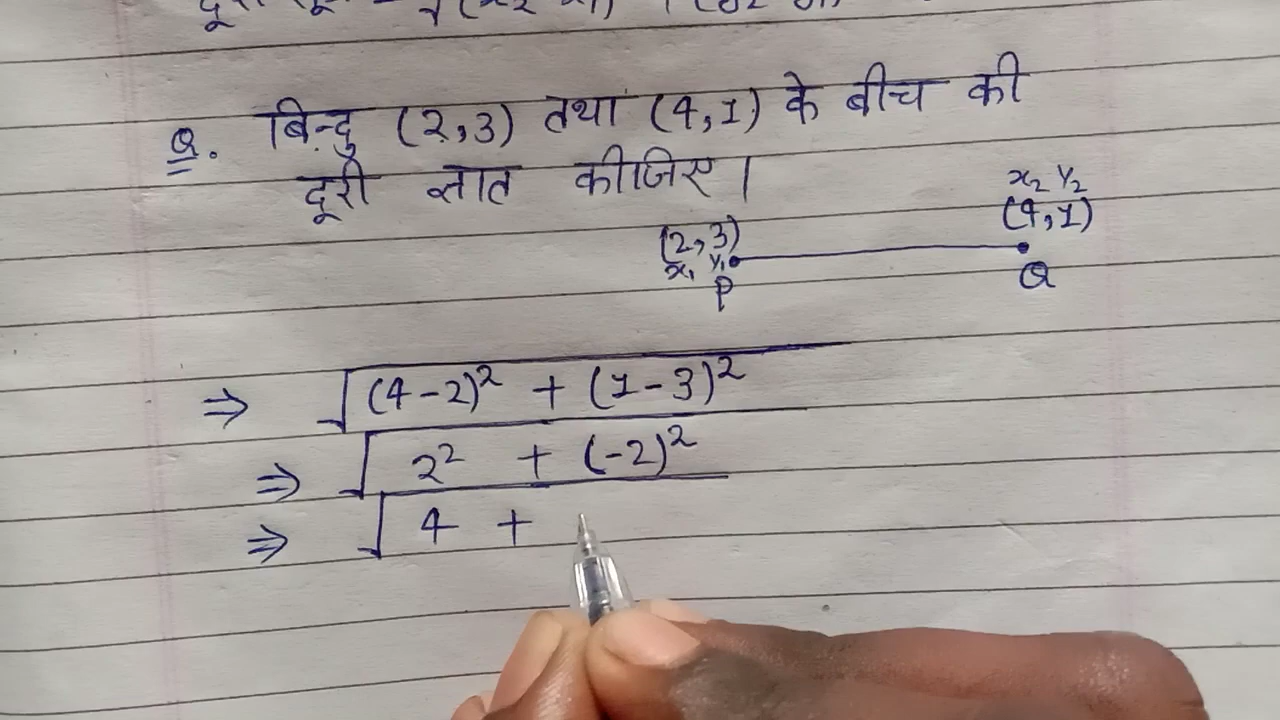 Q. बिन्दु (2,3) तथा (4,1) के बीच की
दूरी ज्ञात कीजिए।
x₂ y₂
(4,1)
(2,3)
x₁ y₁
P
Q
⇒ √(4-2)² + (1-3)²
⇒ √2² + (-2)²
⇒ √4 +